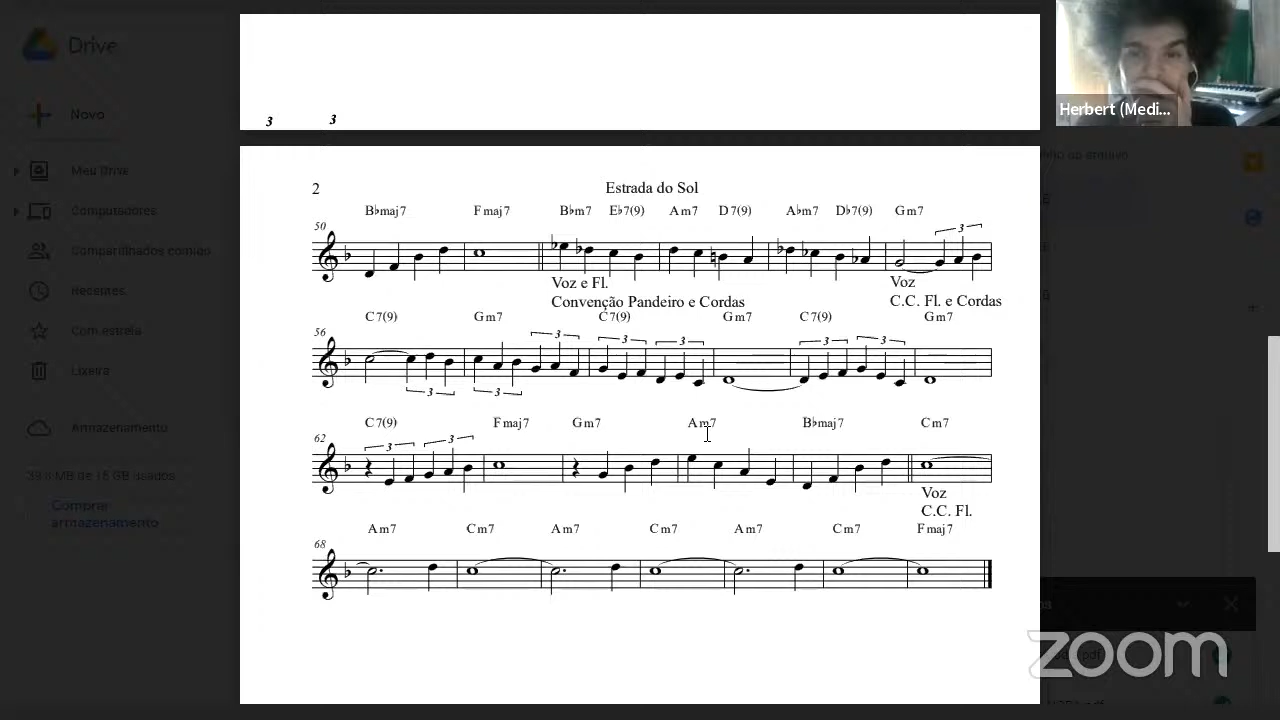 Drive
Novo
Meu Drive
Computadores
Compartilhados comigo
Recentes
Com estrela
Lixeira
Armazenamento
Comprar
armazenamento
3 3
2 Estrada do Sol
B♭maj7 Fmaj7 B♭m7 E♭7(9) Am7 D7(9) A♭m7 D♭7(9) Gm7
50 3
Voz e Fl. Voz
Convenção Pandeiro e Cordas C.C. Fl. e Cordas
C7(9) Gm7 C7(9) Gm7 C7(9) Gm7
56 3 3 3 3 3
3 3
C7(9) Fmaj7 Gm7 Am7 B♭maj7 Cm7
62 3 3
Voz
C.C. Fl.
Am7 Cm7 Am7 Cm7 Am7 Cm7 Fmaj7
68
Herbert (Medi...
zoom